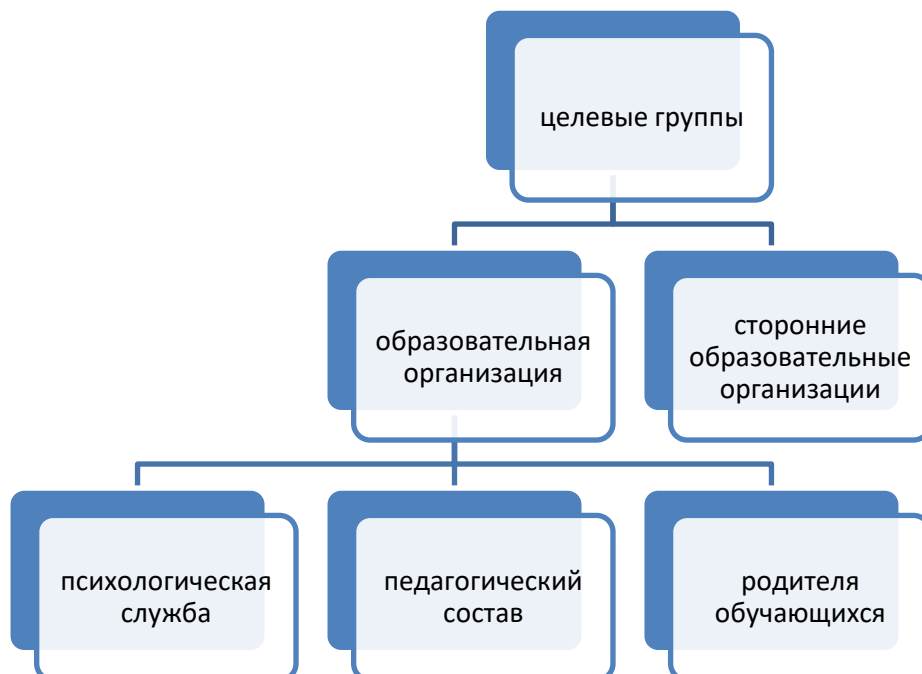 целевые группы
образовательная
организация
сторонние
образовательные
организации
психологическая
служба
педагогический
состав
родителя
обучающихся